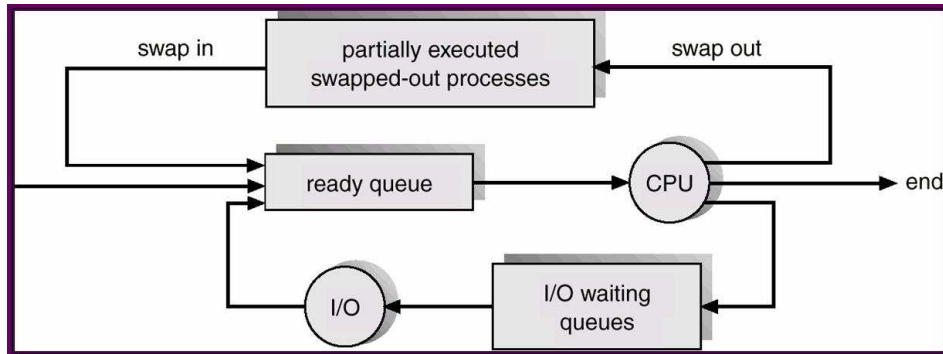 swap in
partially executed
swapped-out processes
swap out
ready queue
CPU
end
I/O
I/O waiting
queues